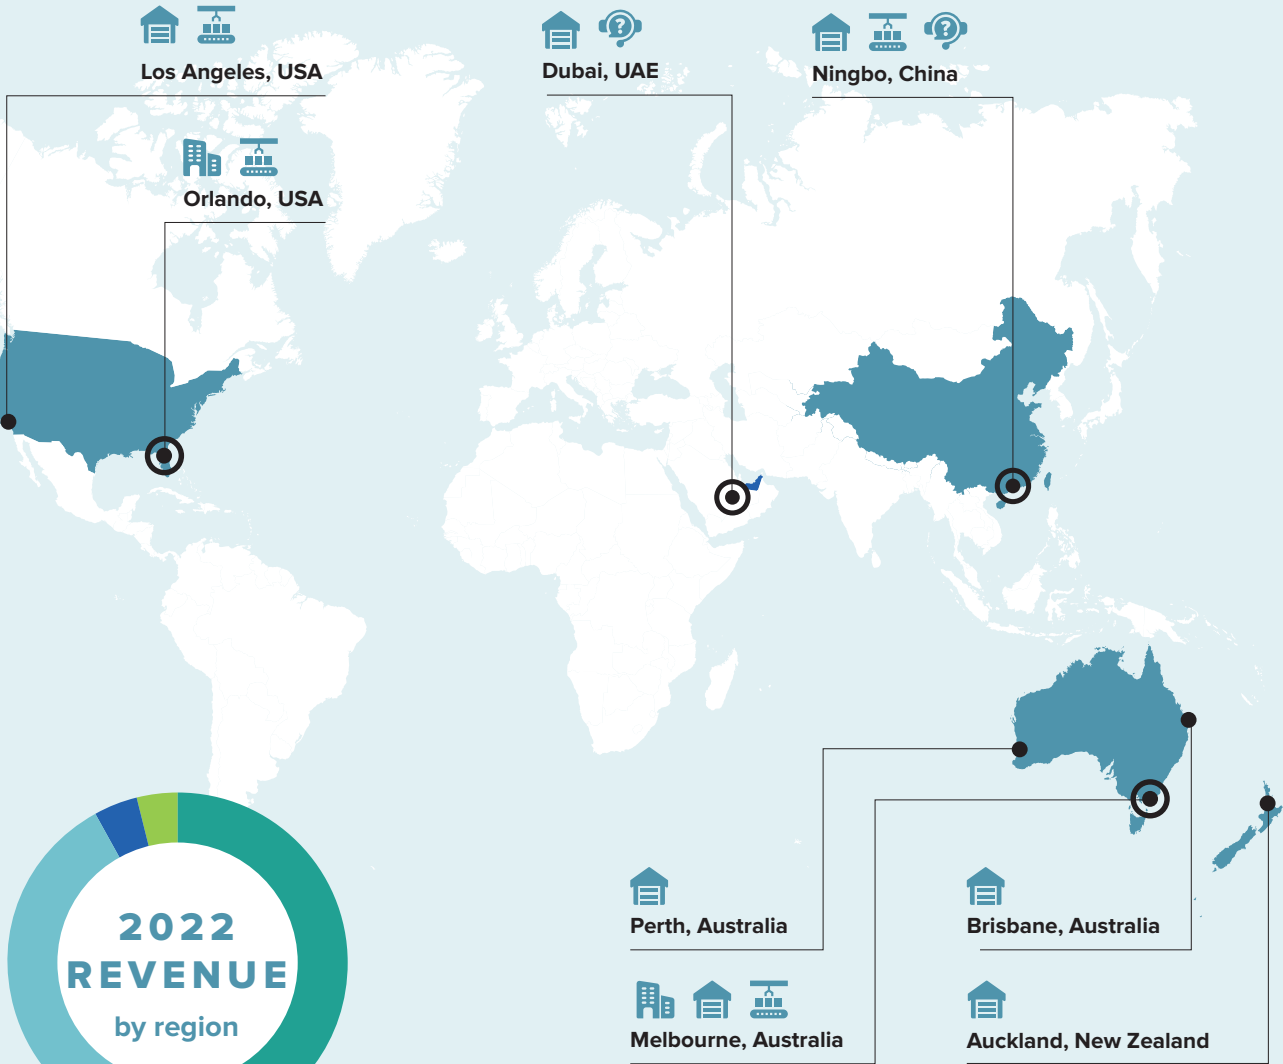 Los Angeles, USA
Dubai, UAE
Ningbo, China
Orlando, USA
2022
REVENUE
by region
Perth, Australia
Brisbane, Australia
Melbourne, Australia
Auckland, New Zealand